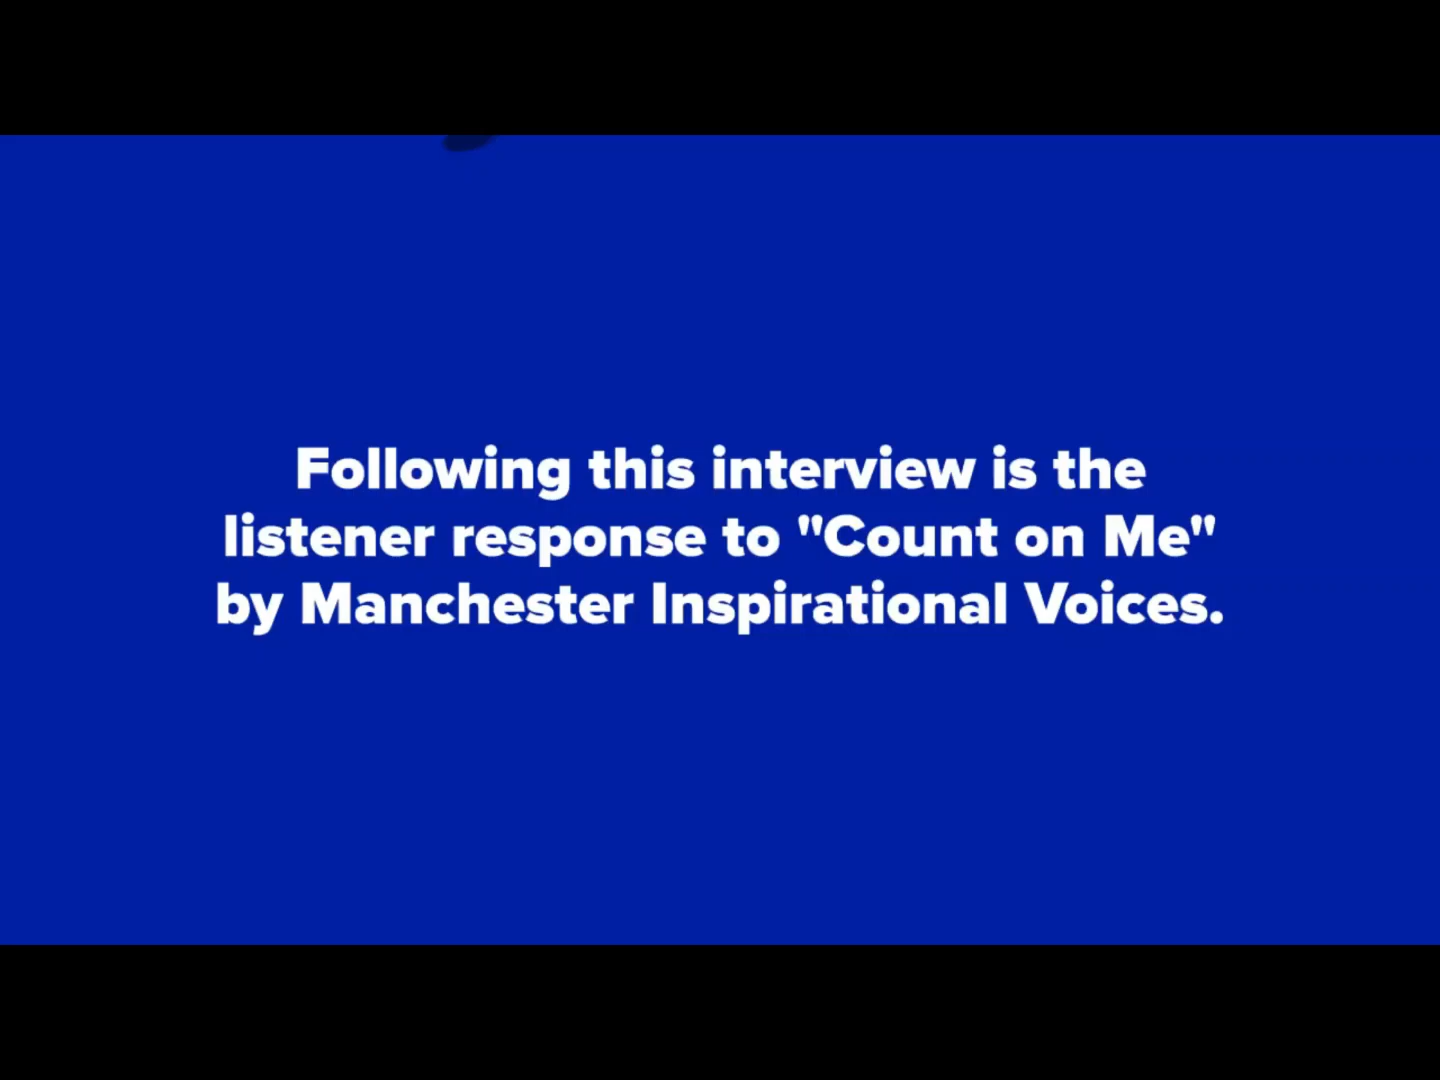 Following this interview is the
listener response to "Count on Me"
by Manchester Inspirational Voices.